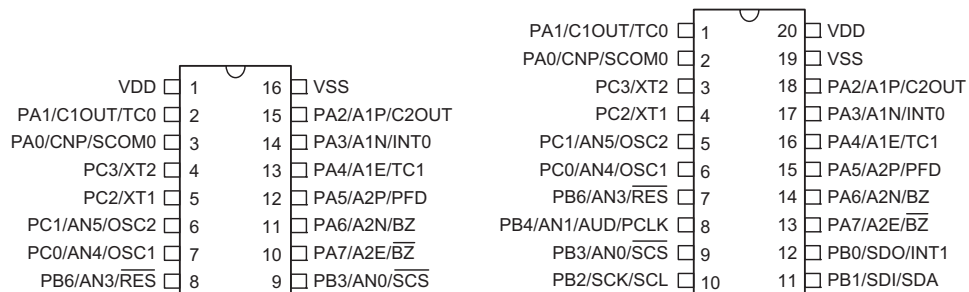 VDD 1 16 VSS
PA1/C1OUT/TC0 2 15 PA2/A1P/C2OUT
PA0/CNP/SCOM0 3 14 PA3/A1N/INT0
PC3/XT2 4 13 PA4/A1E/TC1
PC2/XT1 5 12 PA5/A2P/PFD
PC1/AN5/OSC2 6 11 PA6/A2N/BZ
PC0/AN4/OSC1 7 10 PA7/A2E/B̅Z̅
PB6/AN3/R̅E̅S̅ 8 9 PB3/AN0/S̅C̅S̅
PA1/C1OUT/TC0 1 20 VDD
PA0/CNP/SCOM0 2 19 VSS
PC3/XT2 3 18 PA2/A1P/C2OUT
PC2/XT1 4 17 PA3/A1N/INT0
PC1/AN5/OSC2 5 16 PA4/A1E/TC1
PC0/AN4/OSC1 6 15 PA5/A2P/PFD
PB6/AN3/R̅E̅S̅ 7 14 PA6/A2N/BZ
PB4/AN1/AUD/PCLK 8 13 PA7/A2E/B̅Z̅
PB3/AN0/S̅C̅S̅ 9 12 PB0/SDO/INT1
PB2/SCK/SCL 10 11 PB1/SDI/SDA